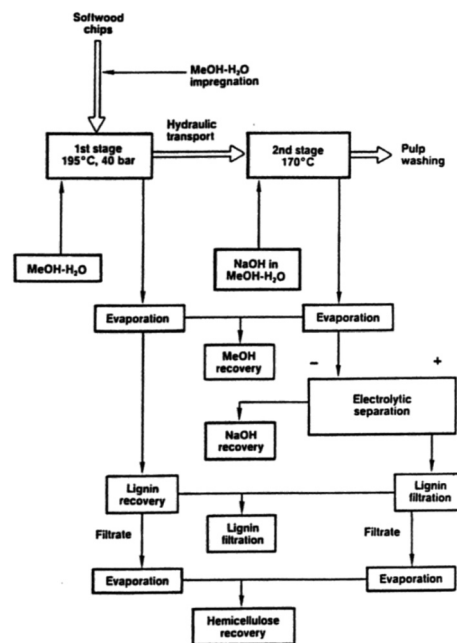 Softwood
chips
MeOH-H₂O
impregnation
Hydraulic
transport
1st stage
195°C, 40 bar
2nd stage
170°C
Pulp
washing
MeOH-H₂O
NaOH in
MeOH-H₂O
Evaporation
Evaporation
MeOH
recovery
− +
Electrolytic
separation
NaOH
recovery
Lignin
recovery
Lignin
filtration
Lignin
filtration
Filtrate
Filtrate
Evaporation
Evaporation
Hemicellulose
recovery